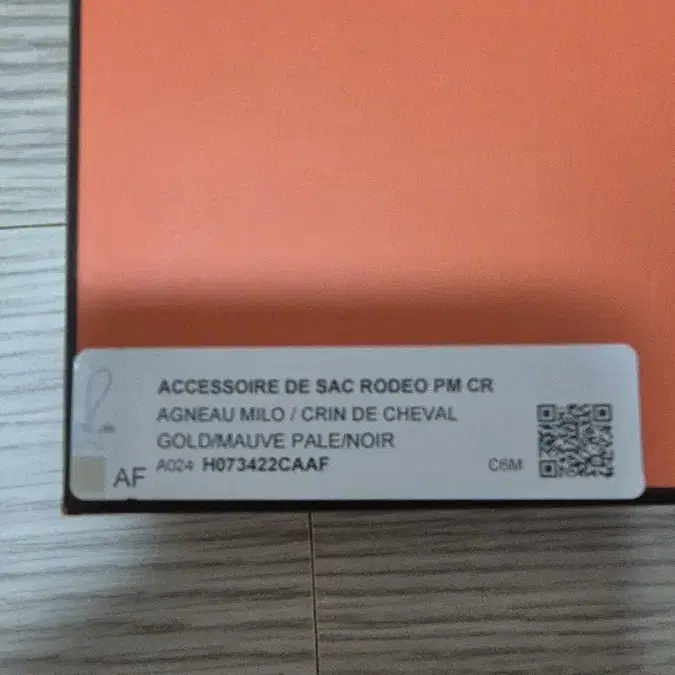 ACCESSOIRE DE SAC RODEO PM CR
AGNEAU MILO / CRIN DE CHEVAL
GOLD/MAUVE PALE/NOIR
AF A024 H073422CAAF C6M